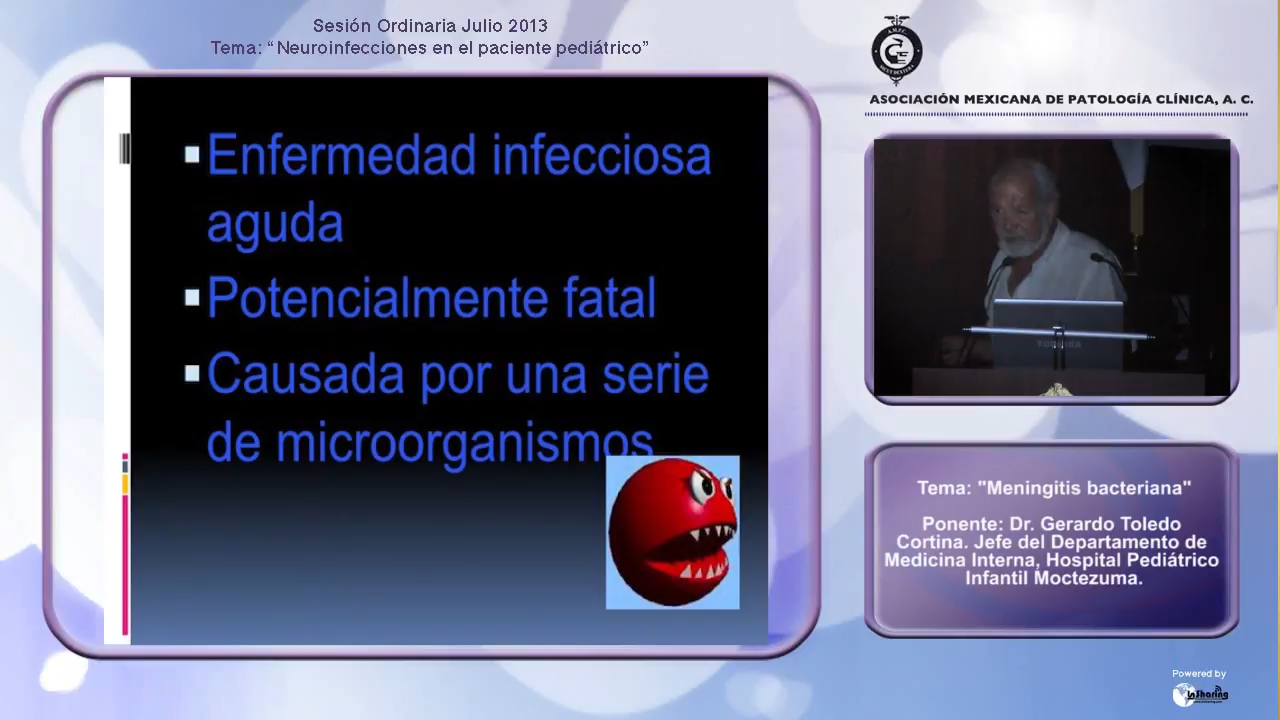 Sesión Ordinaria Julio 2013
Tema: “Neuroinfecciones en el paciente pediátrico”
Enfermedad infecciosa
aguda
Potencialmente fatal
Causada por una serie
de microorganismos
A.M.P.C.
ASOCIACIÓN MEXICANA DE PATOLOGÍA CLÍNICA, A. C.
TOSHIBA
Tema: "Meningitis bacteriana"
Ponente: Dr. Gerardo Toledo
Cortina. Jefe del Departamento de
Medicina Interna, Hospital Pediátrico
Infantil Moctezuma.
Powered by
InSharing